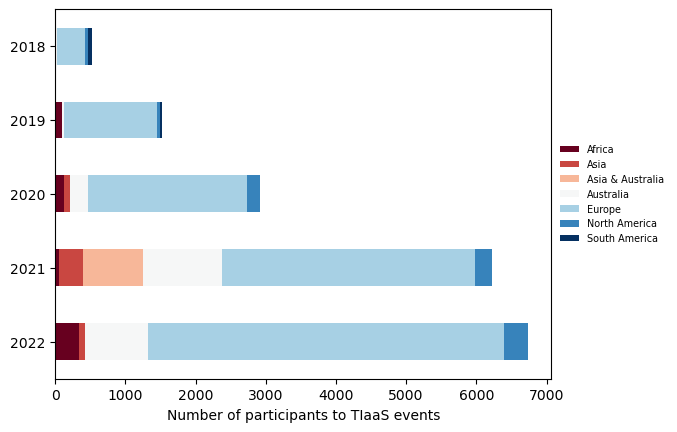 2018
2019
2020
2021
2022
0 1000 2000 3000 4000 5000 6000 7000
Number of participants to TIaaS events
Africa
Asia
Asia & Australia
Australia
Europe
North America
South America